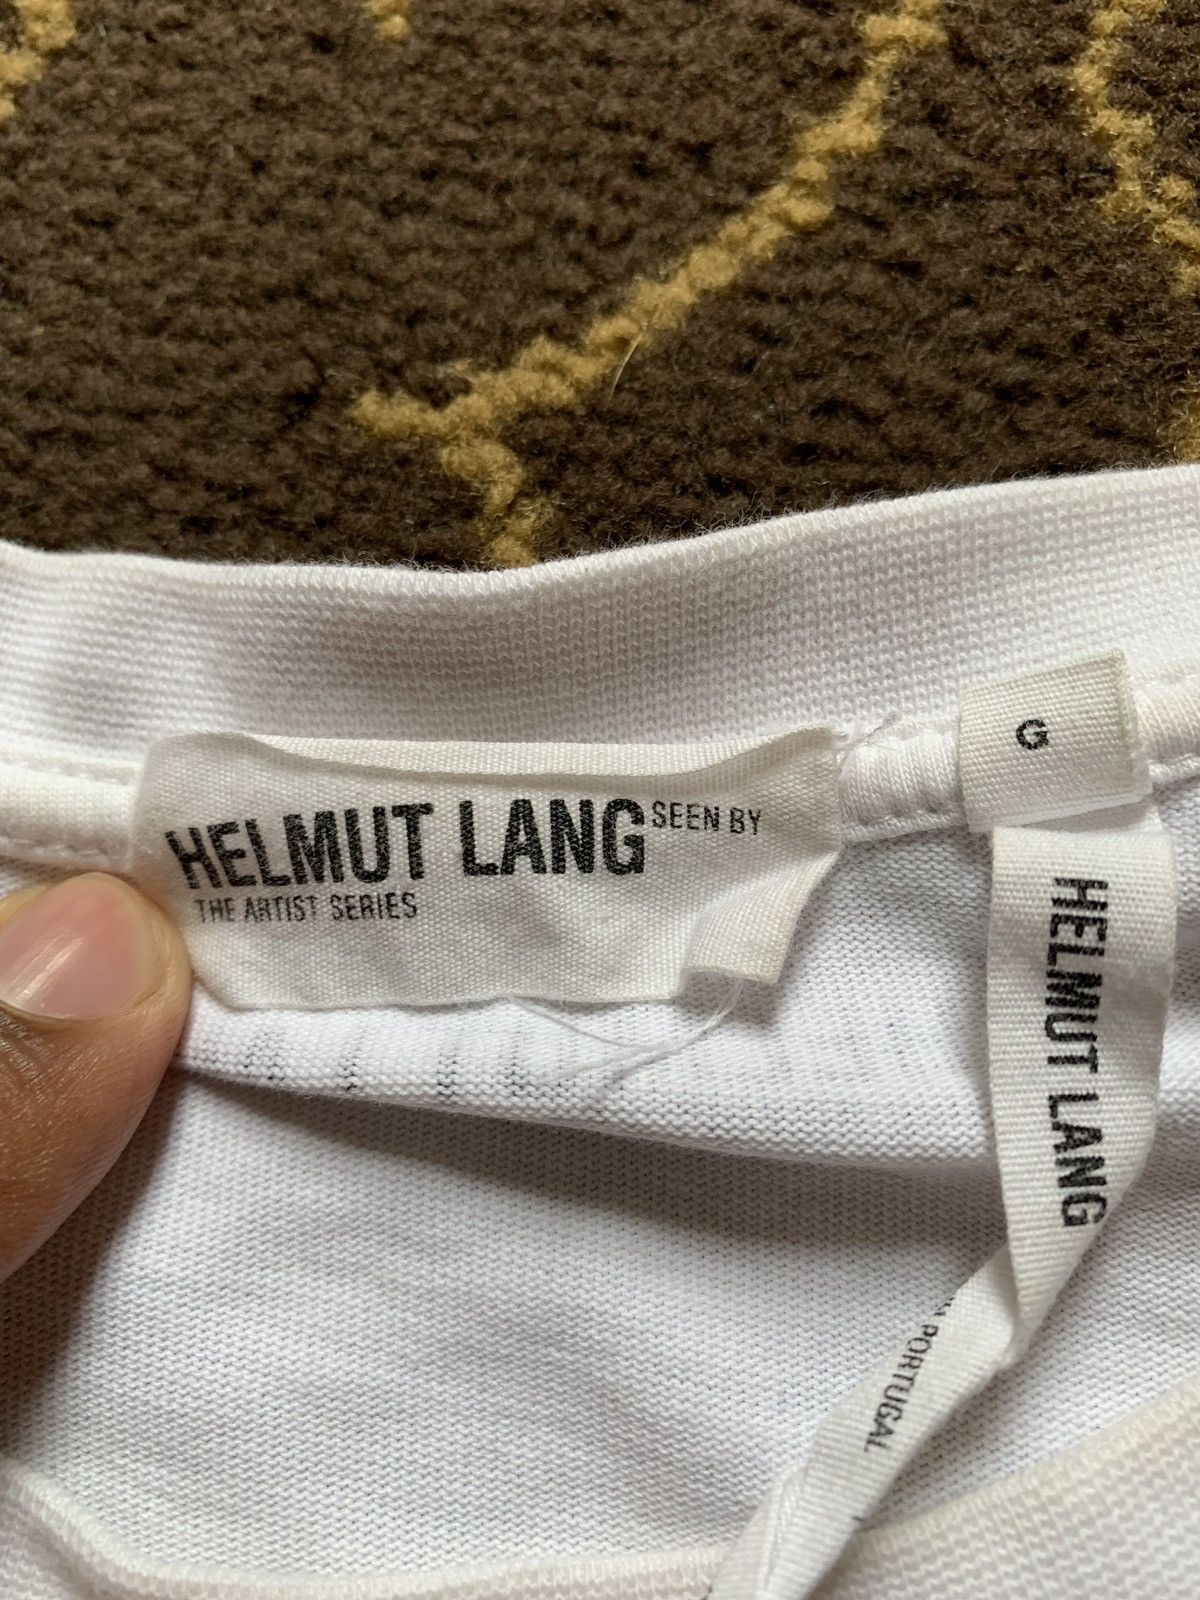 HELMUT LANG SEEN BY
THE ARTIST SERIES
G
HELMUT LANG
PORTUGAL